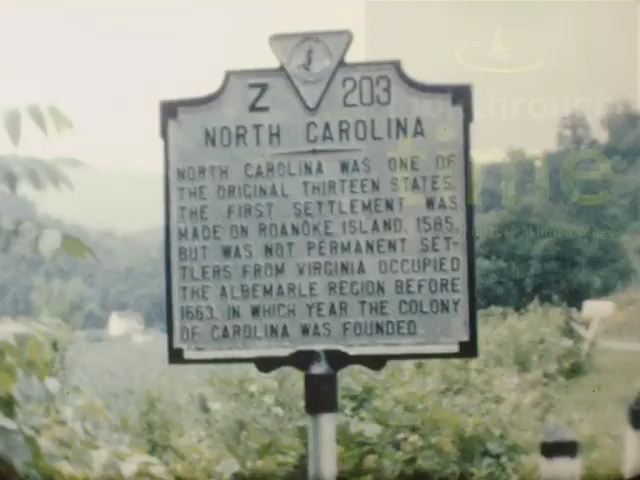 Z 203
NORTH CAROLINA
NORTH CAROLINA WAS ONE OF
THE ORIGINAL THIRTEEN STATES.
THE FIRST SETTLEMENT WAS
MADE ON ROANOKE ISLAND, 1585,
BUT WAS NOT PERMANENT SET-
TLERS FROM VIRGINIA OCCUPIED
THE ALBEMARLE REGION BEFORE
1663, IN WHICH YEAR THE COLONY
OF CAROLINA WAS FOUNDED.
through
time